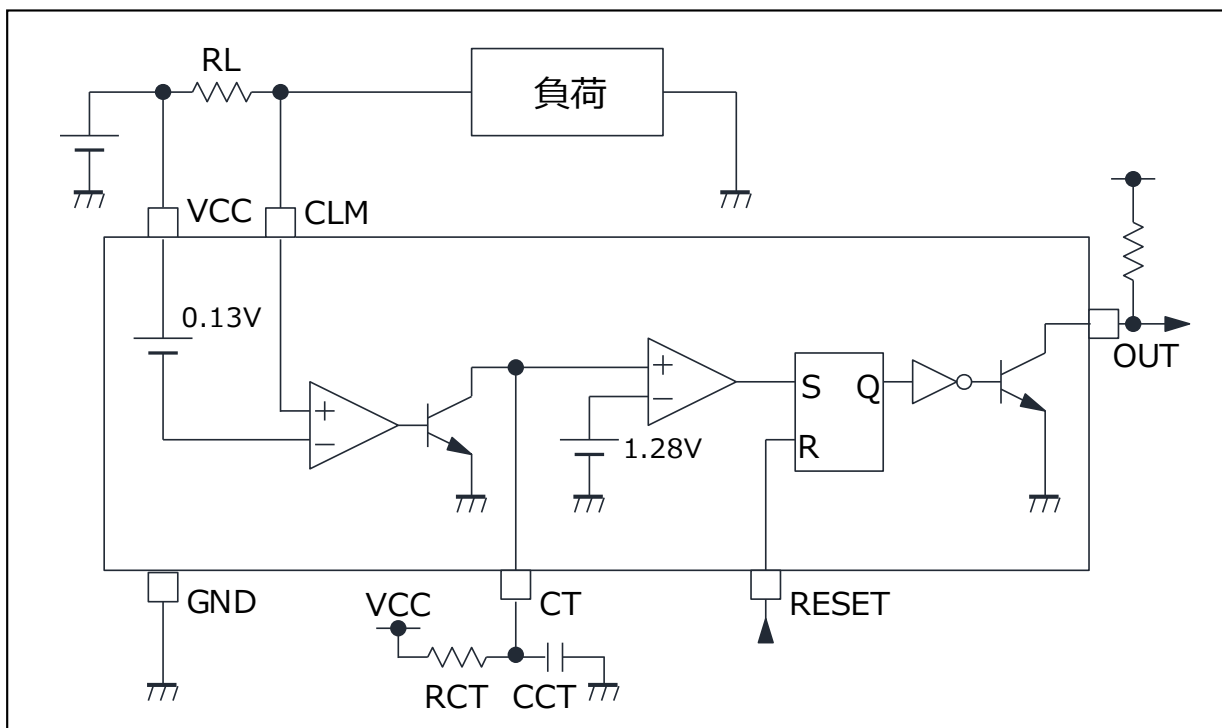 RL
負荷
VCC
CLM
0.13V
+
−
+
−
1.28V
S
Q
R
OUT
GND
VCC
CT
RESET
RCT
CCT